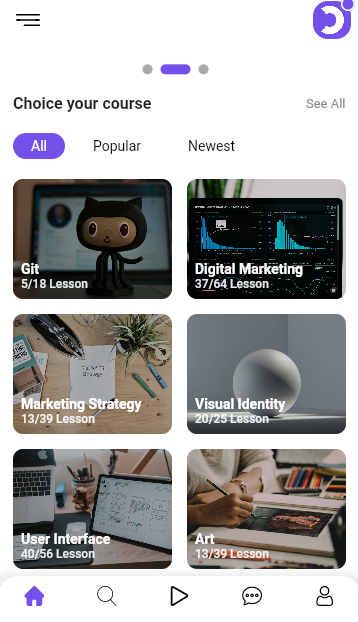 Choice your course
See All
All
Popular
Newest
Git
5/18 Lesson
Digital Marketing
37/64 Lesson
Marketing Strategy
13/39 Lesson
Visual Identity
20/25 Lesson
User Interface
40/56 Lesson
Art
13/39 Lesson